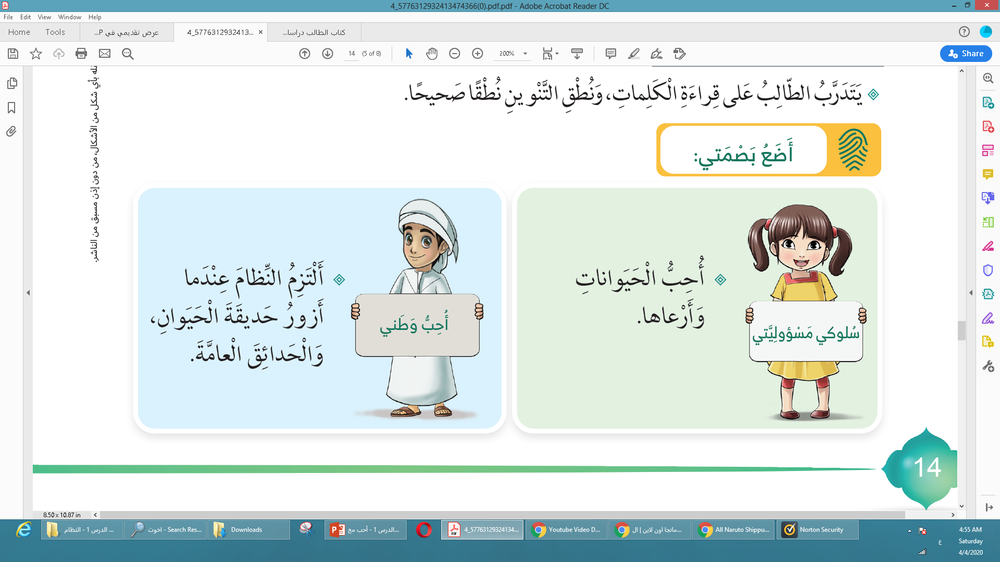 4_5776312932413474366(0).pdf.pdf - Adobe Acrobat Reader DC
File Edit View Window Help
Home Tools
عرض تقديمي في P...
4_5776312932413...
كتاب الطالب دراسا...
14 (5 of 8)
200%
Share
يَتَدَرَّبُ الطّالِبُ عَلى قِراءَةِ الْكَلِماتِ، وَنُطْقِ التَّنْوينِ نُطْقًا صَحيحًا.
أَضَعُ بَصْمَتي:
أُحِبُّ الْحَيَواناتِ
وَأَرْعاها.
سُلوكي مَسْؤولِيَّتي
أَلْتَزِمُ النِّظامَ عِنْدَما
أَزورُ حَديقَةَ الْحَيَوانِ،
وَالْحَدائِقَ الْعامَّةَ.
أُحِبُّ وَطَني
بأي شكل من الأشكال، من دون إذن مسبق من الناشر.
14
8.50 x 10.87 in
الدرس 1 - النظام ...
اخوت - Search Res...
Downloads
الدرس 1 - أحب مخ...
4_57763129324134...
Youtube Video D...
مانجا اون لاين | ال...
All Naruto Shippu...
Norton Security
ع
4:55 AM
Saturday
4/4/2020